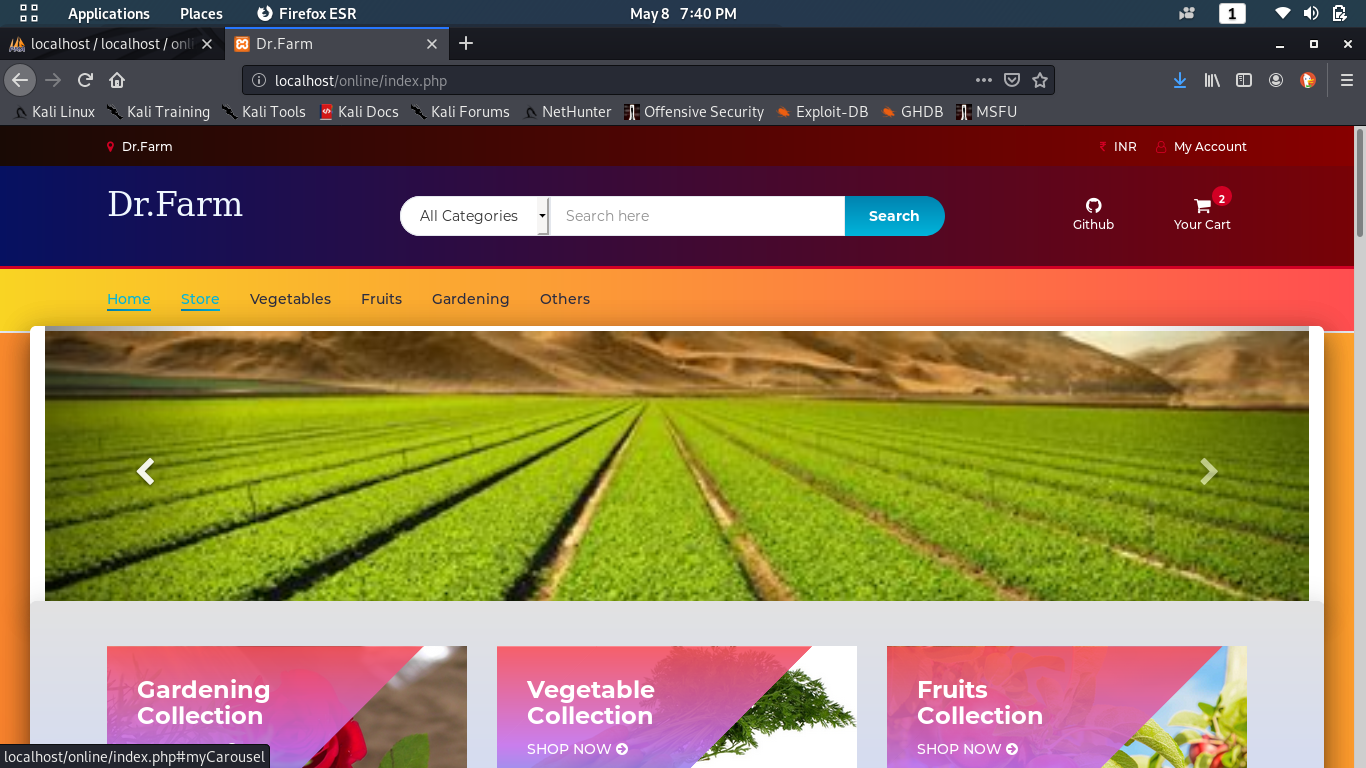 Applications Places Firefox ESR May 8 7:40 PM 1
localhost / localhost / onli Dr.Farm
localhost/online/index.php
Kali Linux Kali Training Kali Tools Kali Docs Kali Forums NetHunter Offensive Security Exploit-DB GHDB MSFU
Dr.Farm ₹ INR My Account
Dr.Farm All Categories Search here Search Github 2 Your Cart
Home Store Vegetables Fruits Gardening Others
Gardening Vegetable Fruits
Collection Collection Collection
SHOP NOW SHOP NOW
localhost/online/index.php#myCarousel